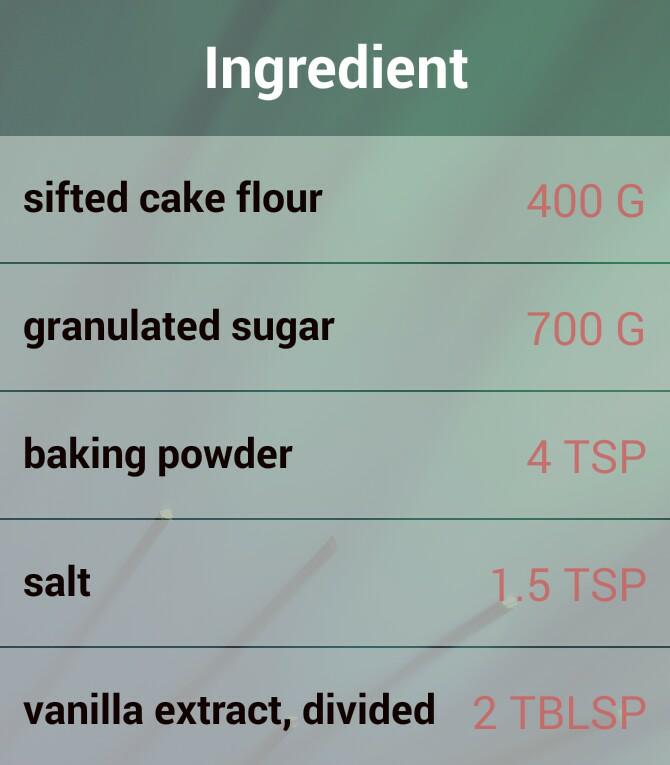 Ingredient
sifted cake flour 400 G
granulated sugar 700 G
baking powder 4 TSP
salt 1.5 TSP
vanilla extract, divided 2 TBLSP